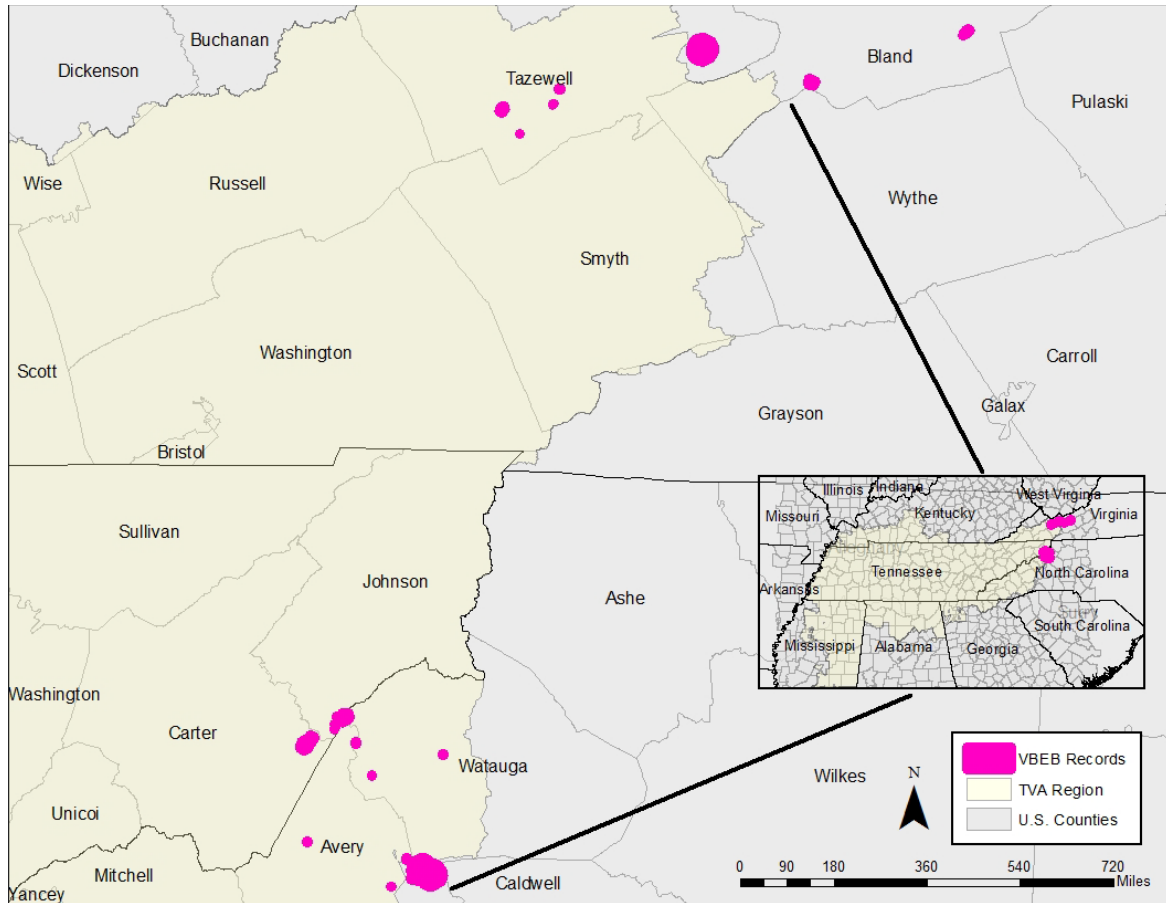 Buchanan
Dickenson
Tazewell
Bland
Pulaski
Wise
Russell
Wythe
Smyth
Washington
Scott
Carroll
Grayson
Galax
Bristol
Illinois
Indiana
West Virginia
Missouri
Kentucky
Virginia
Tennessee
North Carolina
Arkansas
Surry
South Carolina
Mississippi
Alabama
Georgia
Sullivan
Johnson
Ashe
Washington
Carter
Watauga
Wilkes
Unicoi
Avery
Mitchell
Caldwell
Yancey
N
VBEB Records
TVA Region
U.S. Counties
0 90 180 360 540 720
Miles